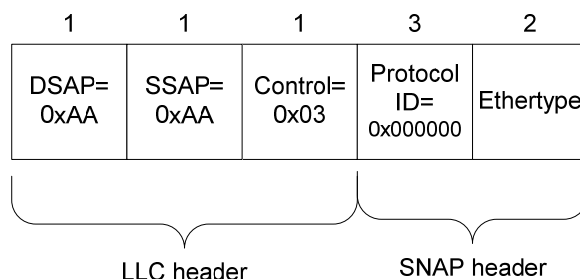 1 1 1 3 2
DSAP= SSAP= Control= Protocol Ethertype
0xAA 0xAA 0x03 ID=
0x000000
LLC header SNAP header